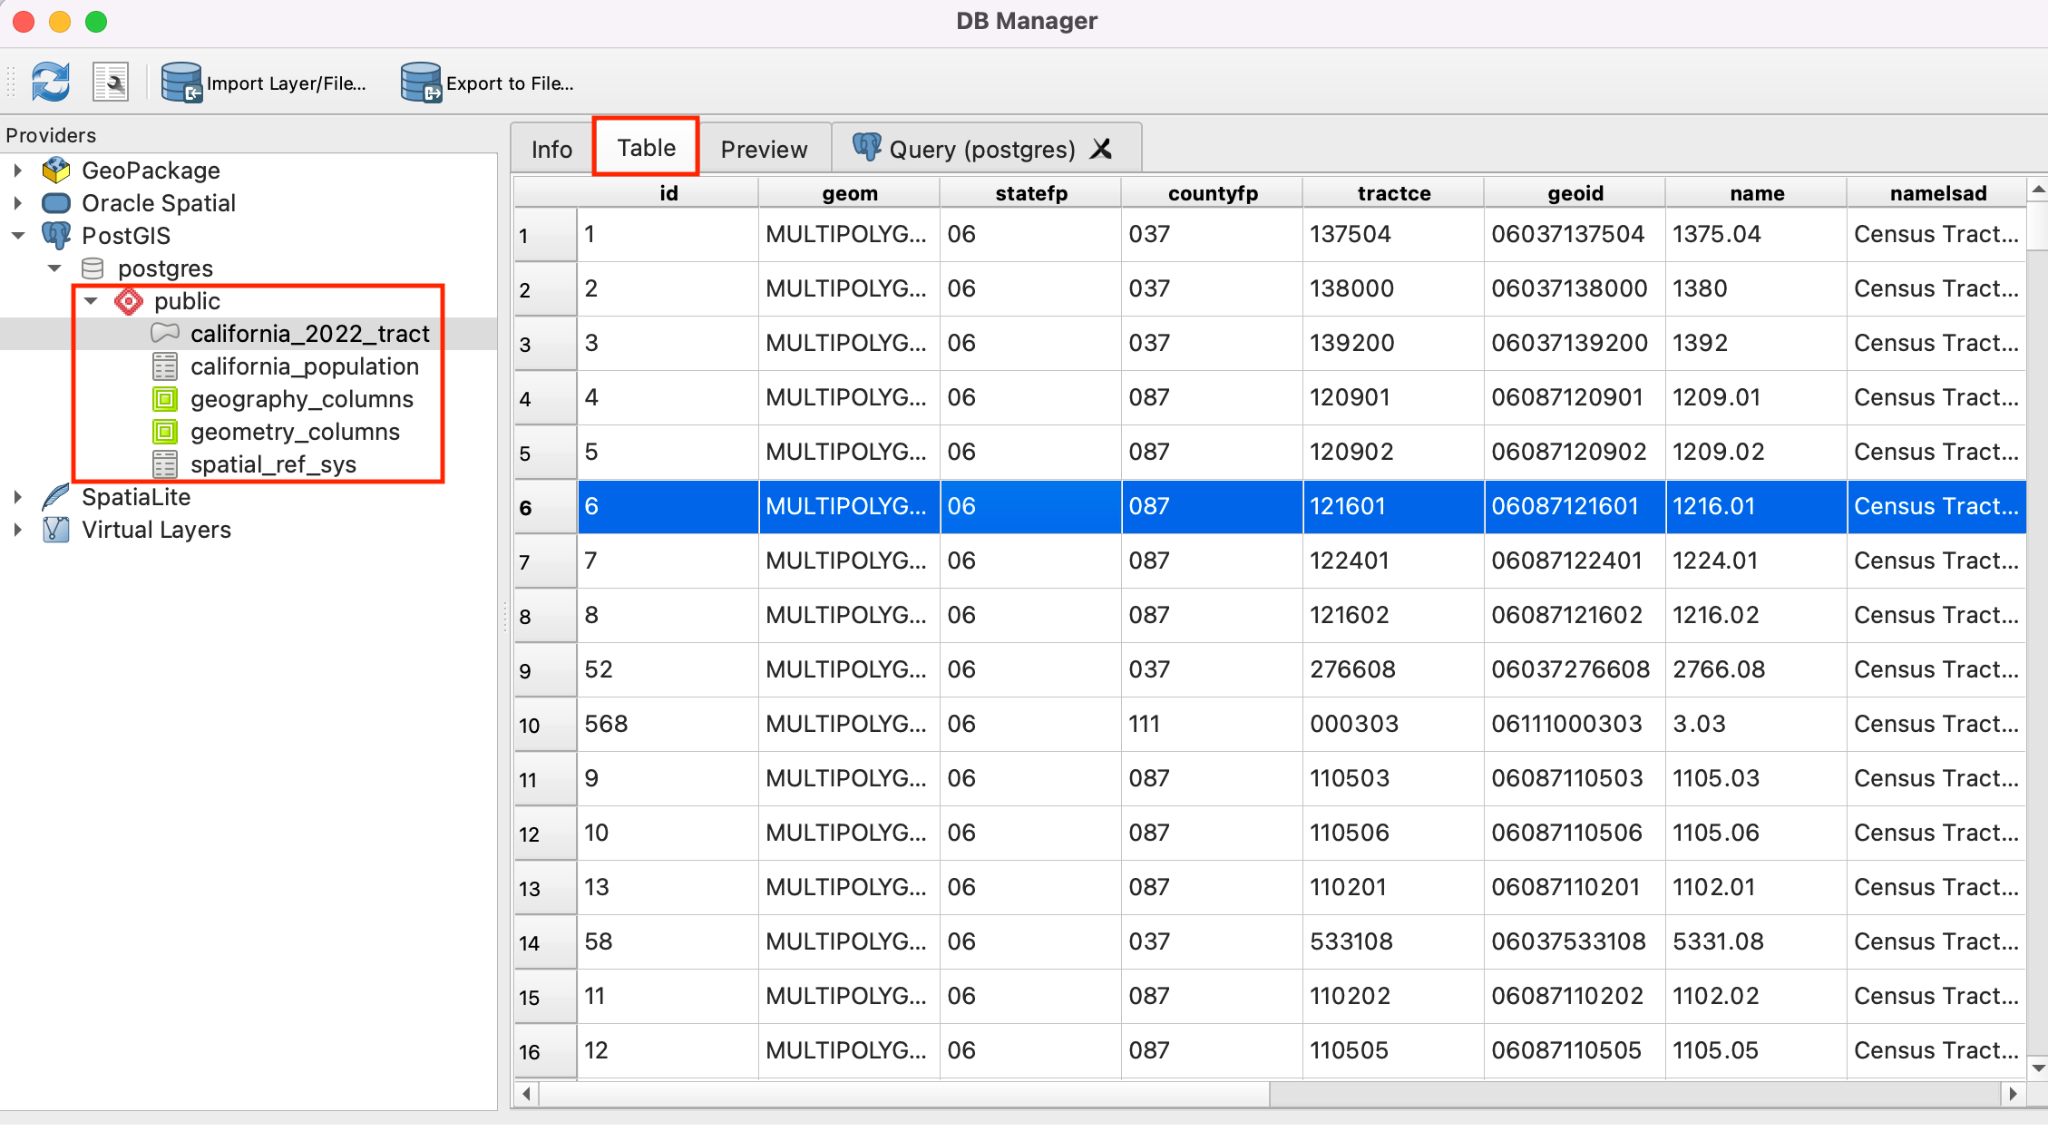 DB Manager
Import Layer/File... Export to File...
Providers
GeoPackage
Oracle Spatial
PostGIS
postgres
public
california_2022_tract
california_population
geography_columns
geometry_columns
spatial_ref_sys
SpatiaLite
Virtual Layers
Info Table Preview Query (postgres)
id geom statefp countyfp tractce geoid name namelsad
1 1 MULTIPOLYG... 06 037 137504 06037137504 1375.04 Census Tract...
2 2 MULTIPOLYG... 06 037 138000 06037138000 1380 Census Tract...
3 3 MULTIPOLYG... 06 037 139200 06037139200 1392 Census Tract...
4 4 MULTIPOLYG... 06 087 120901 06087120901 1209.01 Census Tract...
5 5 MULTIPOLYG... 06 087 120902 06087120902 1209.02 Census Tract...
6 6 MULTIPOLYG... 06 087 121601 06087121601 1216.01 Census Tract...
7 7 MULTIPOLYG... 06 087 122401 06087122401 1224.01 Census Tract...
8 8 MULTIPOLYG... 06 087 121602 06087121602 1216.02 Census Tract...
9 52 MULTIPOLYG... 06 037 276608 06037276608 2766.08 Census Tract...
10 568 MULTIPOLYG... 06 111 000303 06111000303 3.03 Census Tract...
11 9 MULTIPOLYG... 06 087 110503 06087110503 1105.03 Census Tract...
12 10 MULTIPOLYG... 06 087 110506 06087110506 1105.06 Census Tract...
13 13 MULTIPOLYG... 06 087 110201 06087110201 1102.01 Census Tract...
14 58 MULTIPOLYG... 06 037 533108 06037533108 5331.08 Census Tract...
15 11 MULTIPOLYG... 06 087 110202 06087110202 1102.02 Census Tract...
16 12 MULTIPOLYG... 06 087 110505 06087110505 1105.05 Census Tract...